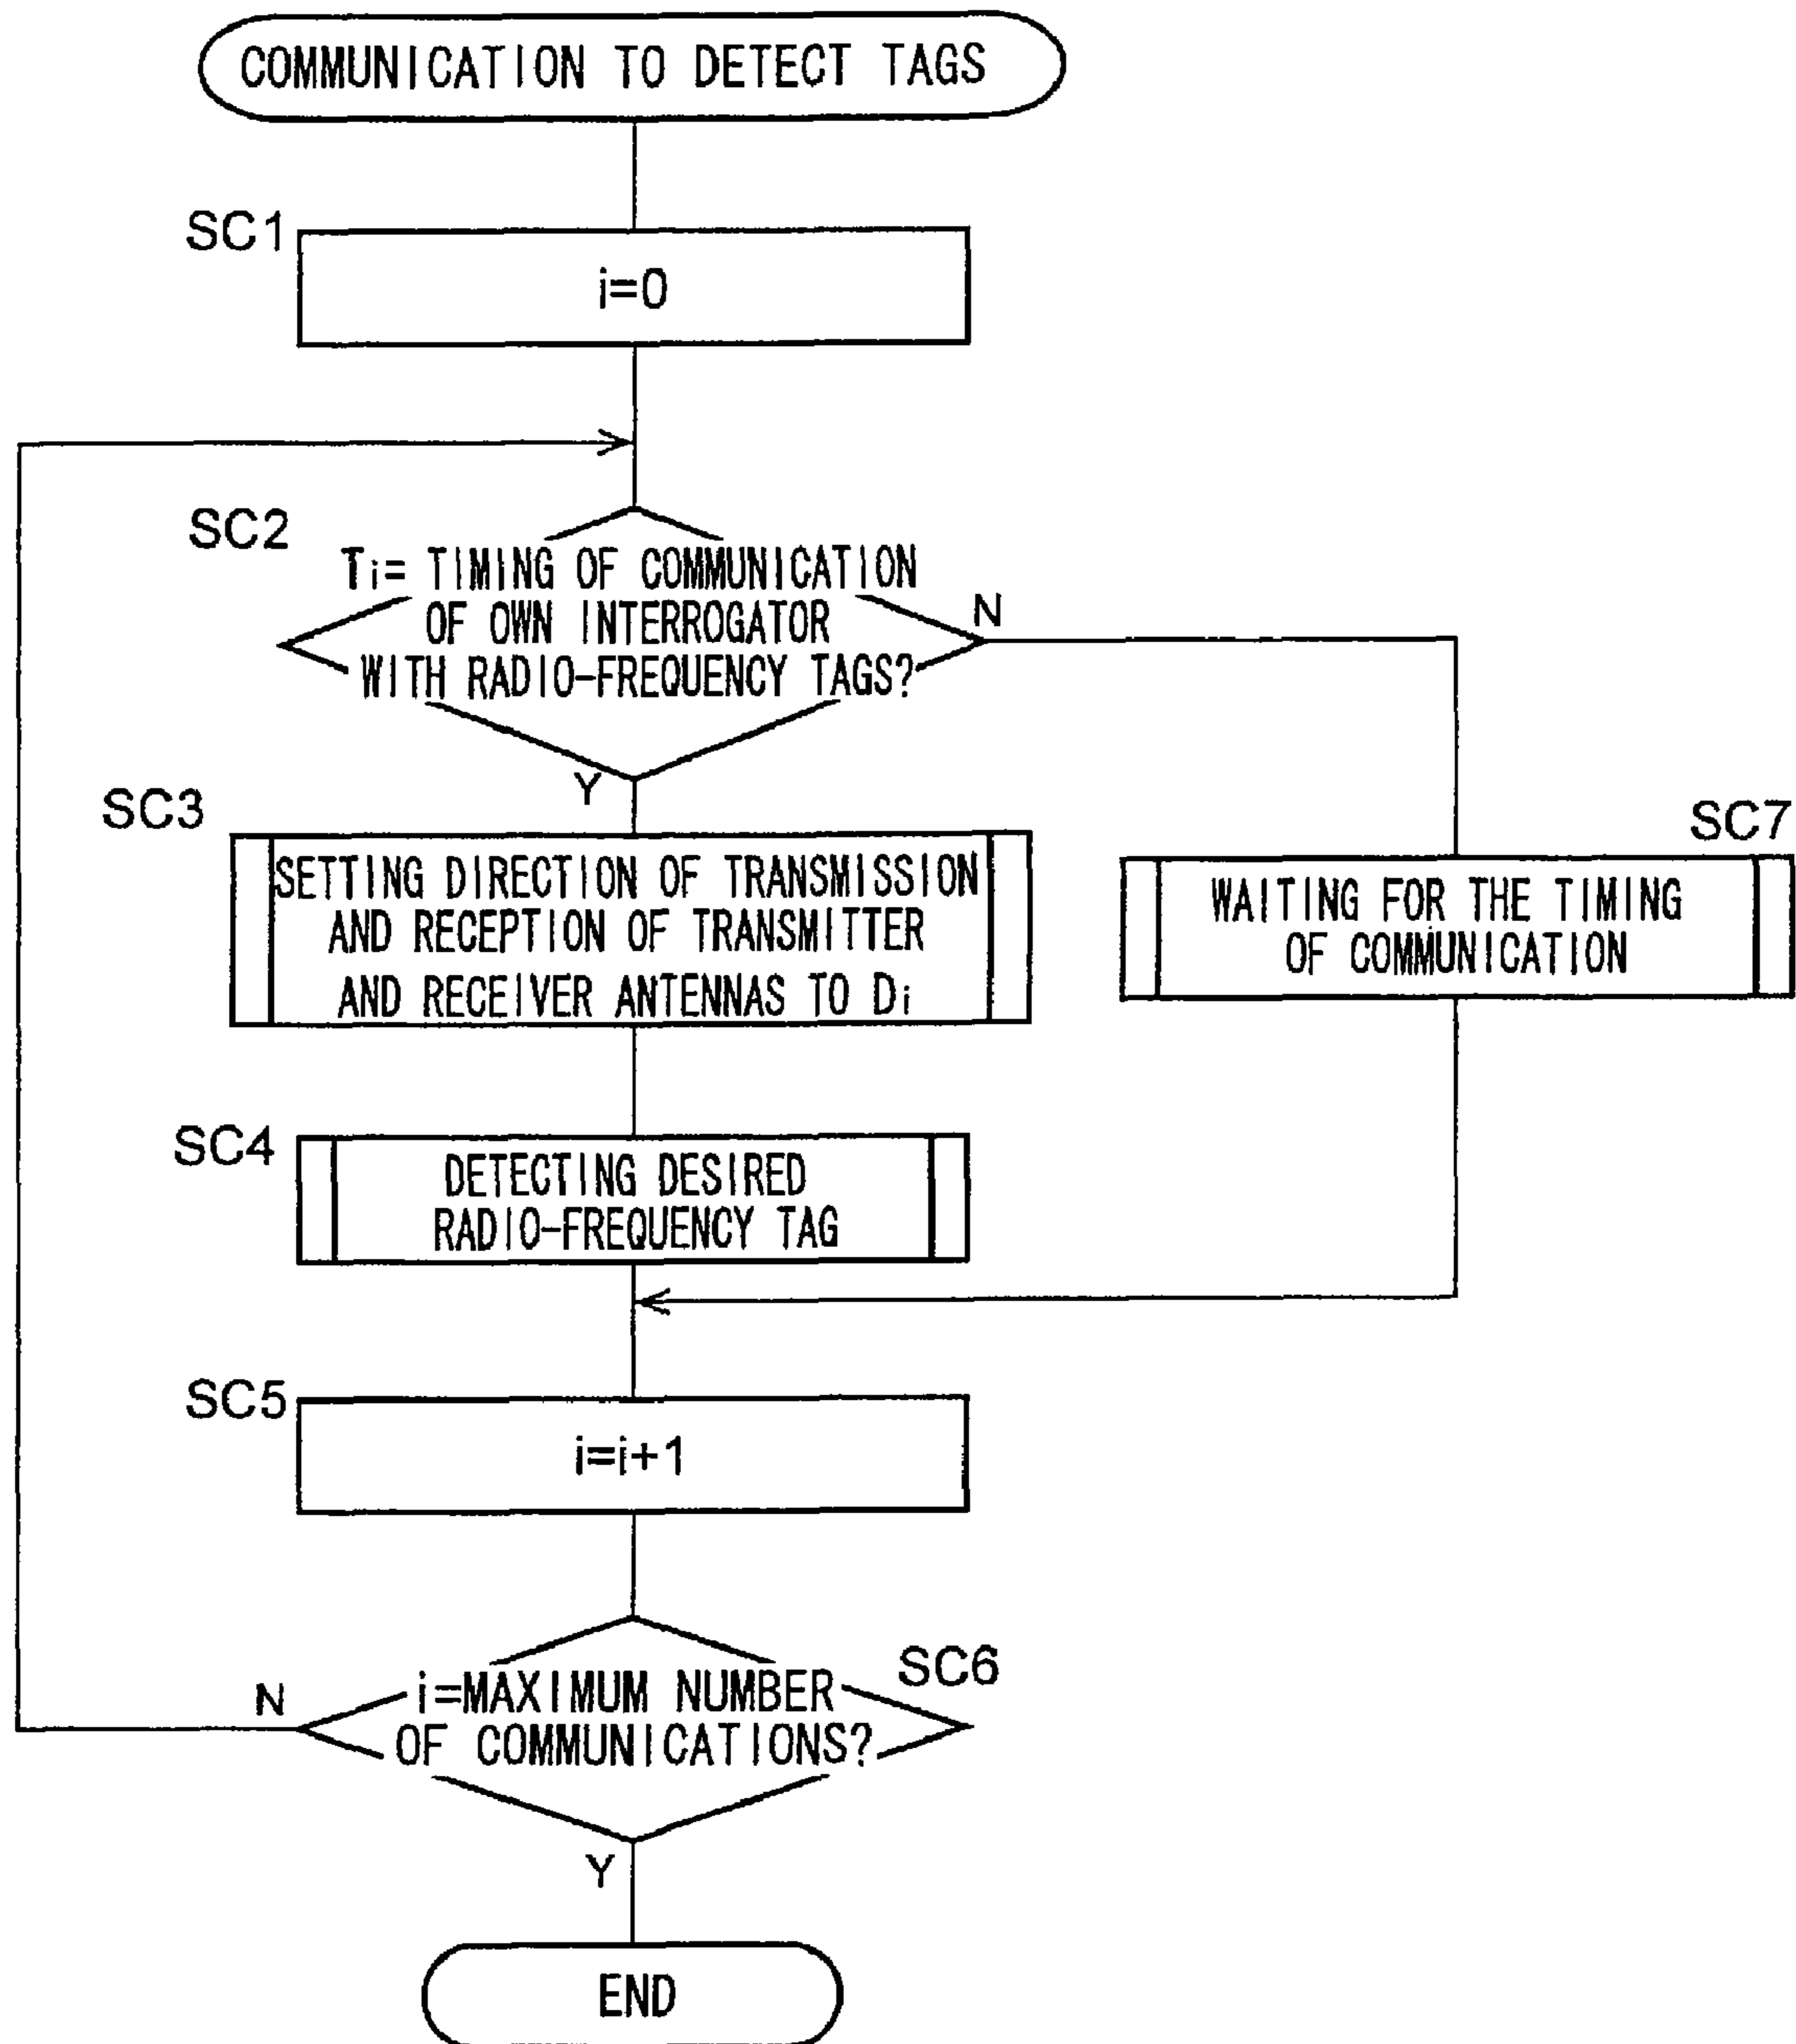 COMMUNICATION TO DETECT TAGS
SC1
i=0
SC2
Ti= TIMING OF COMMUNICATION
OF OWN INTERROGATOR
WITH RADIO-FREQUENCY TAGS?
N
Y
SC3
SETTING DIRECTION OF TRANSMISSION
AND RECEPTION OF TRANSMITTER
AND RECEIVER ANTENNAS TO Di
SC7
WAITING FOR THE TIMING
OF COMMUNICATION
SC4
DETECTING DESIRED
RADIO-FREQUENCY TAG
SC5
i=i+1
SC6
i=MAXIMUM NUMBER
OF COMMUNICATIONS?
N
Y
END